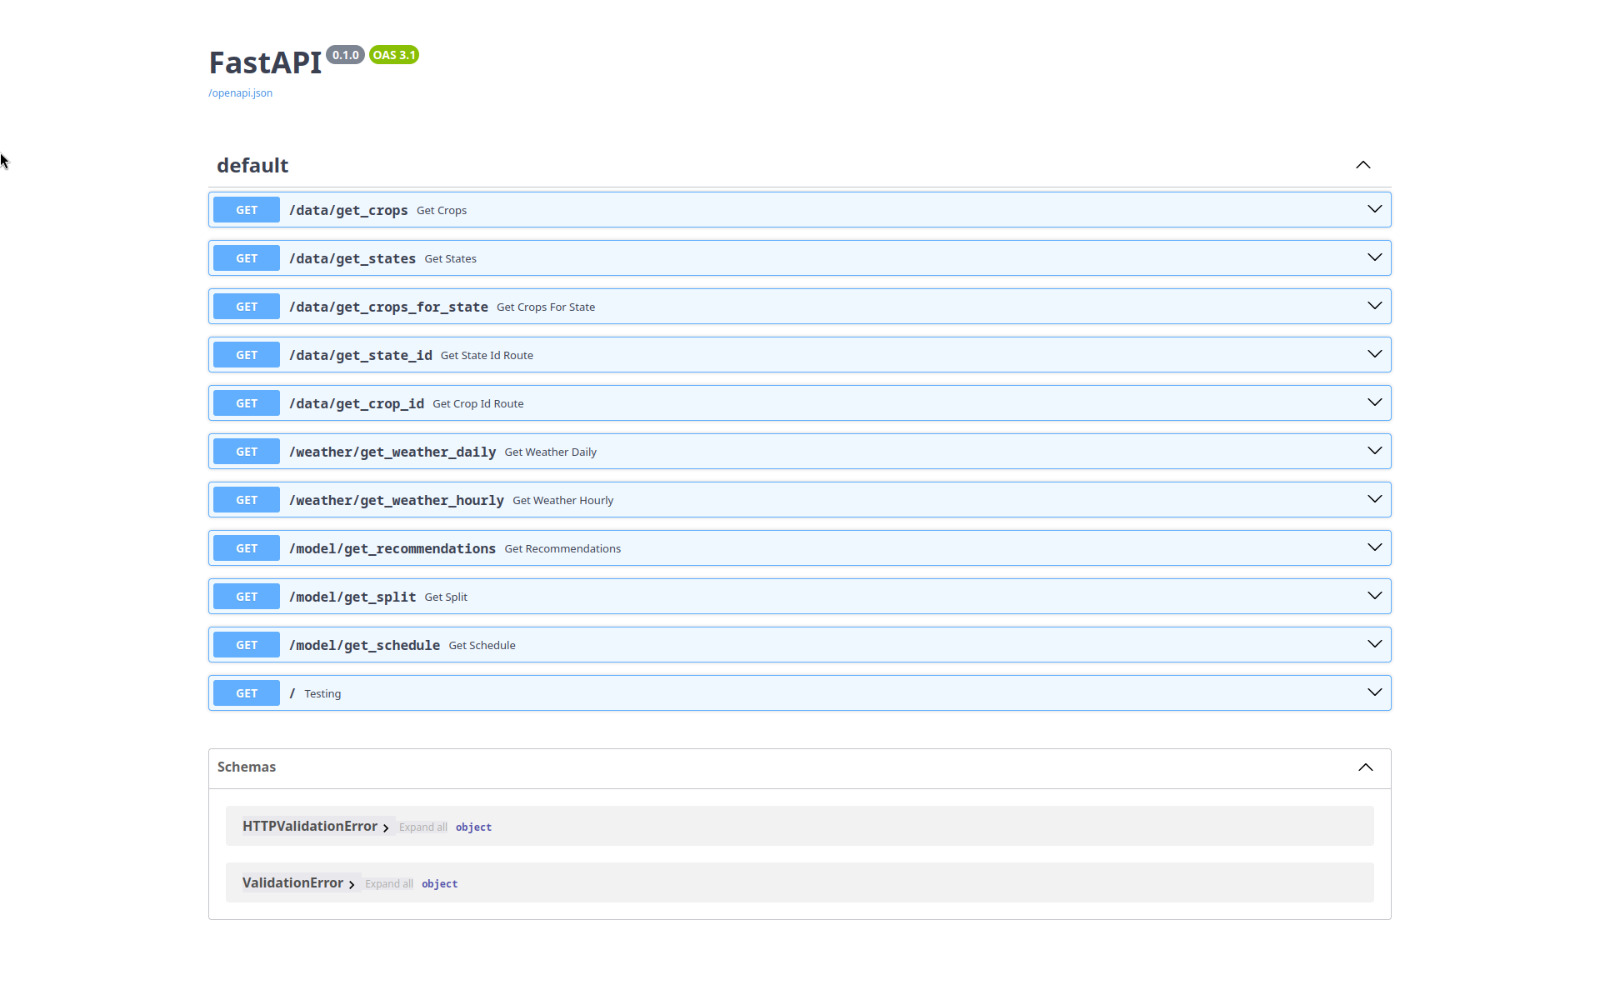 FastAPI 0.1.0 OAS 3.1
/openapi.json
default
GET /data/get_crops Get Crops
GET /data/get_states Get States
GET /data/get_crops_for_state Get Crops For State
GET /data/get_state_id Get State Id Route
GET /data/get_crop_id Get Crop Id Route
GET /weather/get_weather_daily Get Weather Daily
GET /weather/get_weather_hourly Get Weather Hourly
GET /model/get_recommendations Get Recommendations
GET /model/get_split Get Split
GET /model/get_schedule Get Schedule
GET / Testing
Schemas
HTTPValidationError Expand all object
ValidationError Expand all object